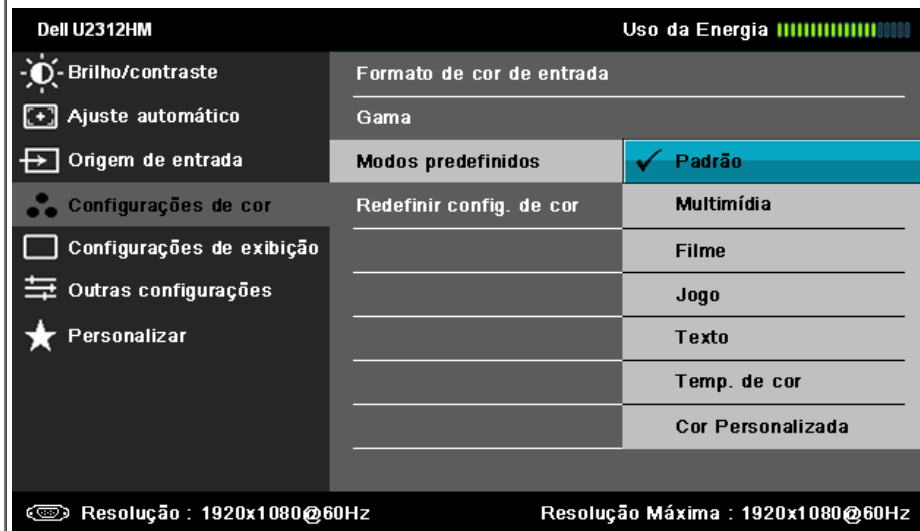 Dell U2312HM Uso da Energia
Brilho/contraste Formato de cor de entrada
Ajuste automático Gama
Origem de entrada Modos predefinidos Padrão
Configurações de cor Redefinir config. de cor Multimídia
Configurações de exibição Filme
Outras configurações Jogo
Personalizar Texto
Temp. de cor
Cor Personalizada
Resolução : 1920x1080@60Hz Resolução Máxima : 1920x1080@60Hz